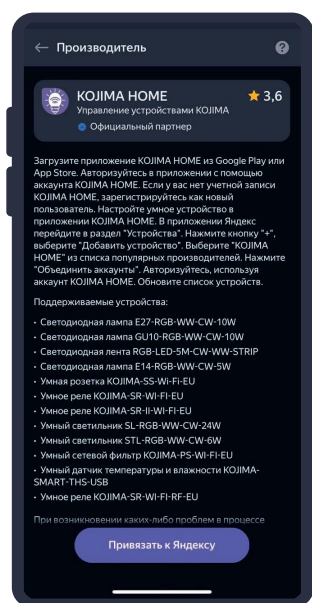 Производитель
?
KOJIMA HOME
3,6
Управление устройствами KOJIMA
Официальный партнер
Загрузите приложение KOJIMA HOME из Google Play или
App Store. Авторизуйтесь в приложении с помощью
аккаунта KOJIMA HOME. Если у вас нет учетной записи
KOJIMA HOME, зарегистрируйтесь как новый
пользователь. Настройте умное устройство в
приложении KOJIMA HOME. В приложении Яндекс
перейдите в раздел "Устройства". Нажмите кнопку "+",
выберите "Добавить устройство". Выберите "KOJIMA
HOME" из списка популярных производителей. Нажмите
"Объединить аккаунты". Авторизуйтесь, используя
аккаунт KOJIMA HOME. Обновите список устройств.
Поддерживаемые устройства:
• Светодиодная лампа E27-RGB-WW-CW-10W
• Светодиодная лампа GU10-RGB-WW-CW-10W
• Светодиодная лента RGB-LED-5M-CW-WW-STRIP
• Светодиодная лампа E14-RGB-WW-CW-5W
• Умная розетка KOJIMA-SS-Wi-Fi-EU
• Умное реле KOJIMA-SR-WI-FI-EU
• Умное реле KOJIMA-SR-II-WI-FI-EU
• Умный светильник SL-RGB-WW-CW-24W
• Умный светильник STL-RGB-WW-CW-6W
• Умный сетевой фильтр KOJIMA-PS-WI-FI-EU
• Умный датчик температуры и влажности KOJIMA-
SMART-THS-USB
• Умное реле KOJIMA-SR-WI-FI-RF-EU
При возникновении каких-либо проблем в процессе
Привязать к Яндексу